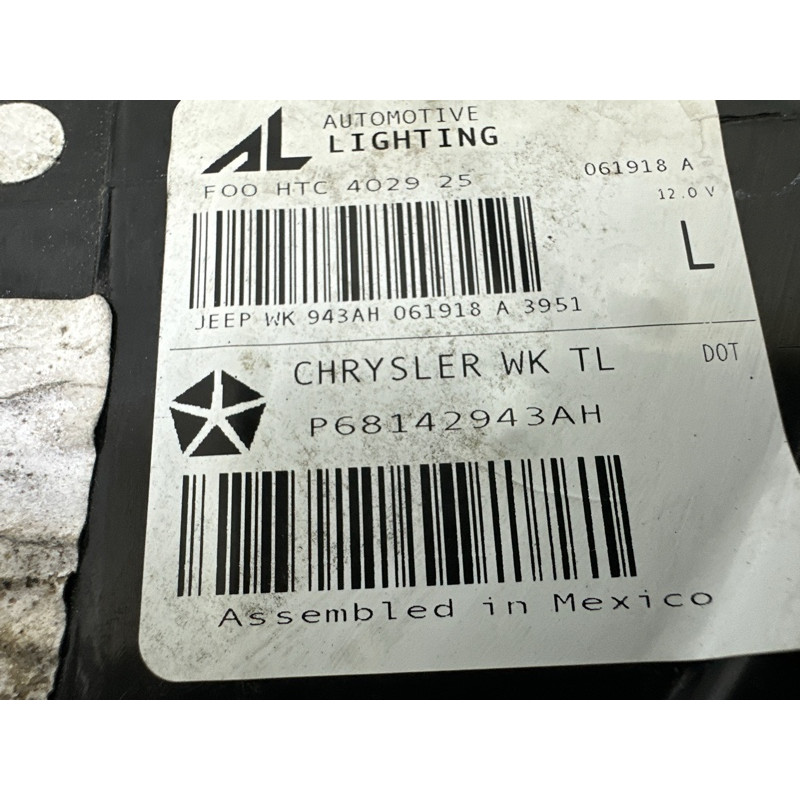 AL AUTOMOTIVE
LIGHTING
FOO HTC 4029 25
061918 A
12.0 V
L
JEEP WK 943AH 061918 A 3951
CHRYSLER WK TL
DOT
P68142943AH
Assembled in Mexico